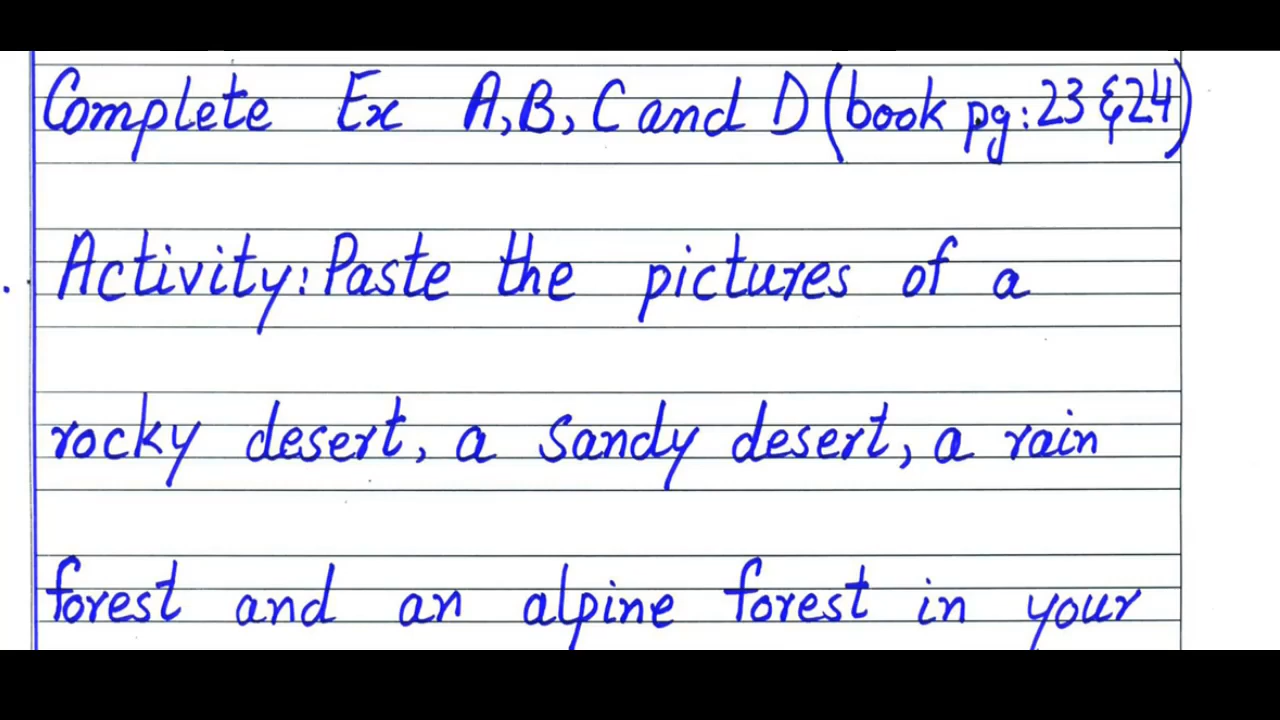 Complete Ex A, B, C and D (book pg: 23 & 24)
Activity: Paste the pictures of a
rocky desert, a sandy desert, a rain
forest and an alpine forest in your